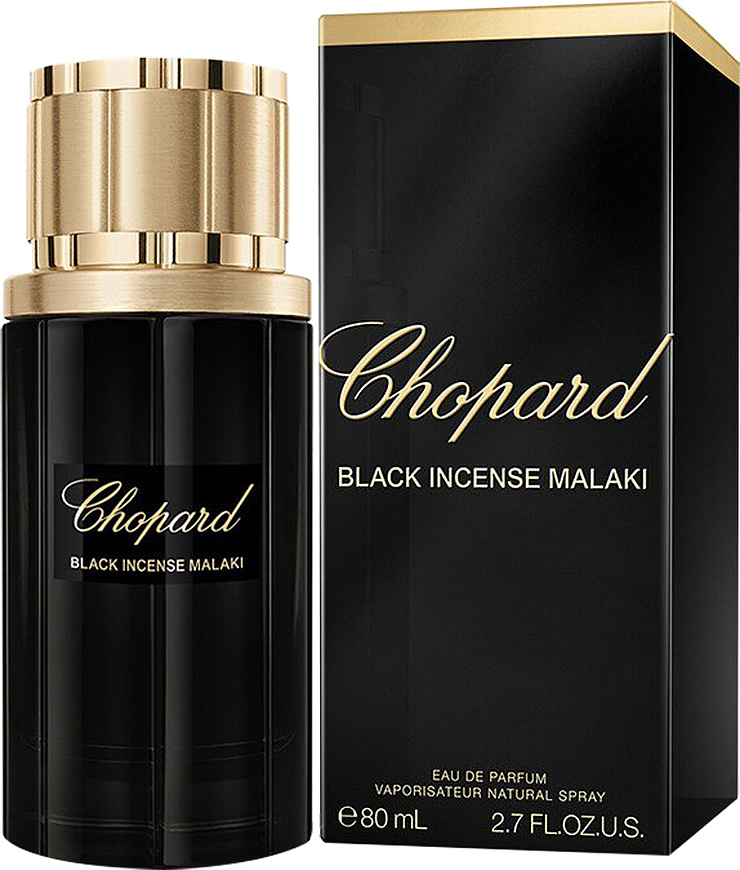 Chopard
BLACK INCENSE MALAKI
Chopard
BLACK INCENSE MALAKI
EAU DE PARFUM
VAPORISATEUR NATURAL SPRAY
℮80 mL 2.7 FL.OZ.U.S.